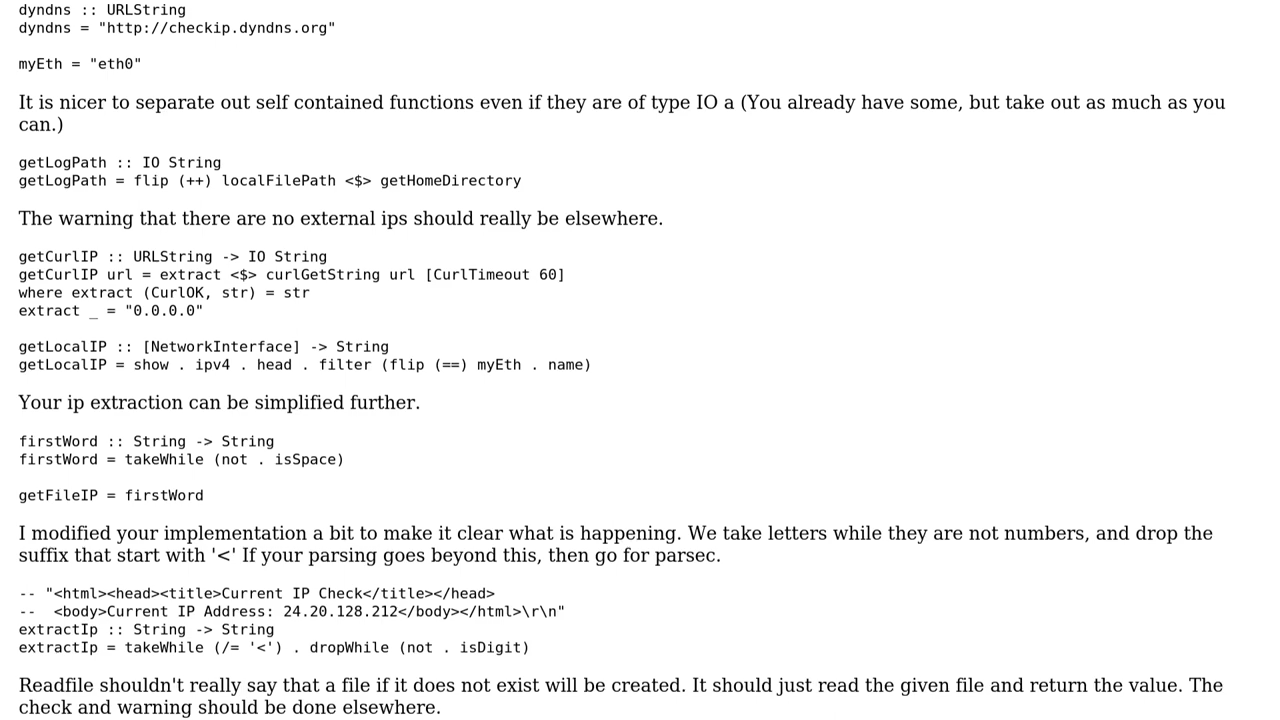 dyndns :: URLString
dyndns = "http://checkip.dyndns.org"
myEth = "eth0"
It is nicer to separate out self contained functions even if they are of type IO a (You already have some, but take out as much as you
can.)
getLogPath :: IO String
getLogPath = flip (++) localFilePath <$> getHomeDirectory
The warning that there are no external ips should really be elsewhere.
getCurlIP :: URLString -> IO String
getCurlIP url = extract <$> curlGetString url [CurlTimeout 60]
where extract (CurlOK, str) = str
extract _ = "0.0.0.0"
getLocalIP :: [NetworkInterface] -> String
getLocalIP = show . ipv4 . head . filter (flip (==) myEth . name)
Your ip extraction can be simplified further.
firstWord :: String -> String
firstWord = takeWhile (not . isSpace)
getFileIP = firstWord
I modified your implementation a bit to make it clear what is happening. We take letters while they are not numbers, and drop the
suffix that start with '<' If your parsing goes beyond this, then go for parsec.
-- "<html><head><title>Current IP Check</title></head>
--  <body>Current IP Address: 24.20.128.212</body></html>\r\n"
extractIp :: String -> String
extractIp = takeWhile (/= '<') . dropWhile (not . isDigit)
Readfile shouldn't really say that a file if it does not exist will be created. It should just read the given file and return the value. The
check and warning should be done elsewhere.